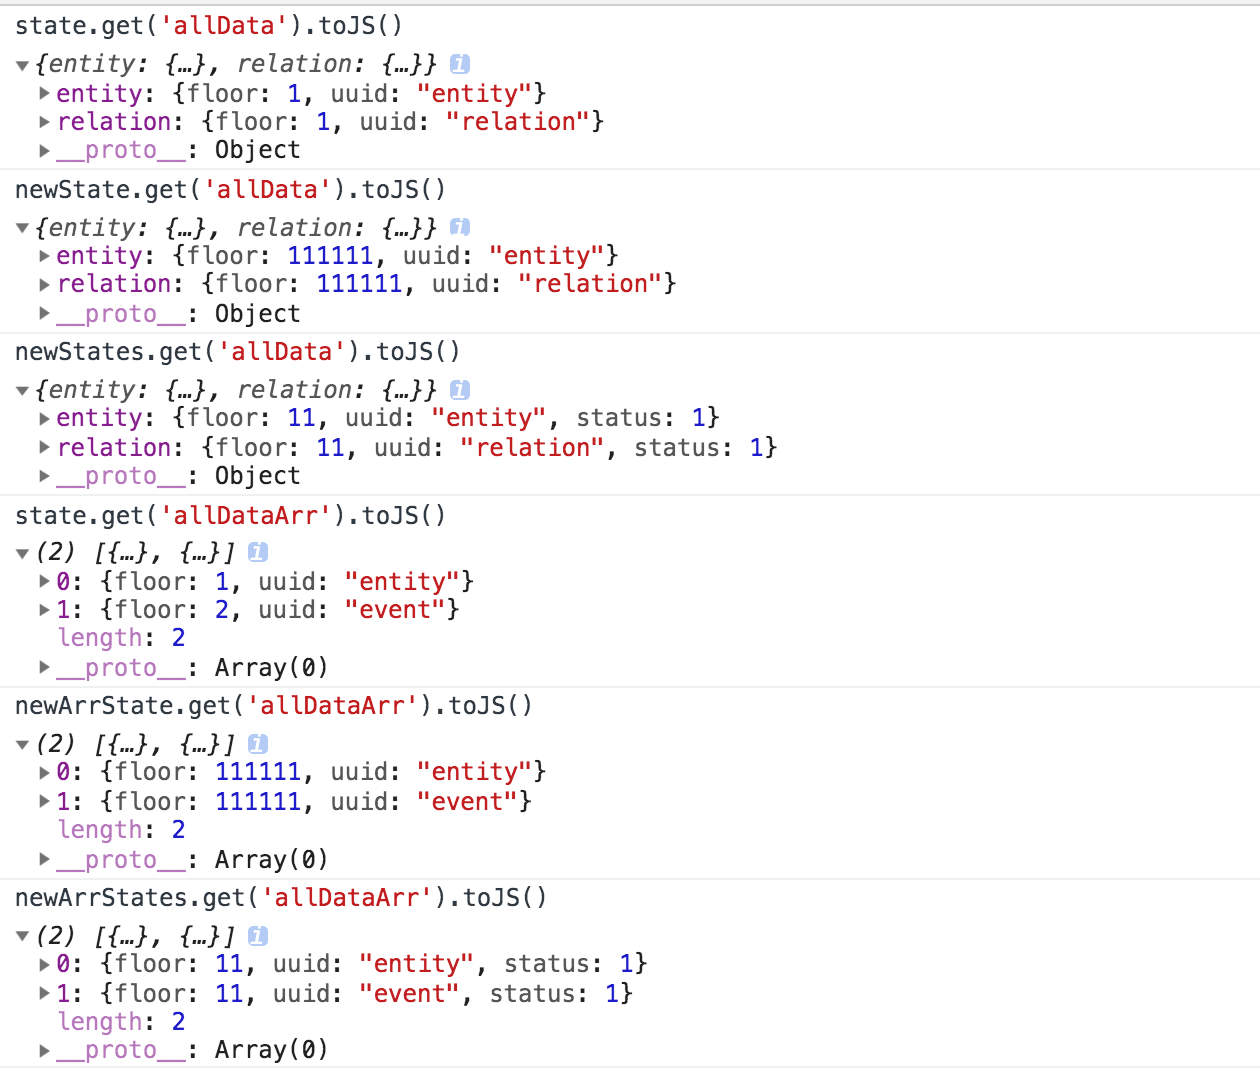 state.get('allData').toJS()
▼{entity: {…}, relation: {…}} i
▶entity: {floor: 1, uuid: "entity"}
▶relation: {floor: 1, uuid: "relation"}
▶__proto__: Object
newState.get('allData').toJS()
▼{entity: {…}, relation: {…}} i
▶entity: {floor: 111111, uuid: "entity"}
▶relation: {floor: 111111, uuid: "relation"}
▶__proto__: Object
newStates.get('allData').toJS()
▼{entity: {…}, relation: {…}} i
▶entity: {floor: 11, uuid: "entity", status: 1}
▶relation: {floor: 11, uuid: "relation", status: 1}
▶__proto__: Object
state.get('allDataArr').toJS()
▼(2) [{…}, {…}] i
▶0: {floor: 1, uuid: "entity"}
▶1: {floor: 2, uuid: "event"}
length: 2
▶__proto__: Array(0)
newArrState.get('allDataArr').toJS()
▼(2) [{…}, {…}] i
▶0: {floor: 111111, uuid: "entity"}
▶1: {floor: 111111, uuid: "event"}
length: 2
▶__proto__: Array(0)
newArrStates.get('allDataArr').toJS()
▼(2) [{…}, {…}] i
▶0: {floor: 11, uuid: "entity", status: 1}
▶1: {floor: 11, uuid: "event", status: 1}
length: 2
▶__proto__: Array(0)